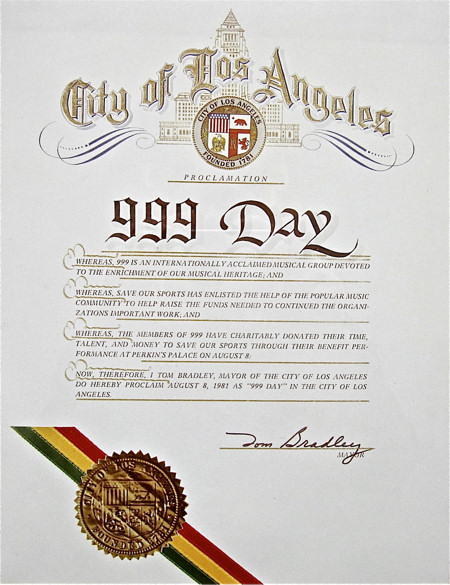 City of Los Angeles
CITY OF LOS ANGELES
FOUNDED 1781
PROCLAMATION
999 Day
WHEREAS, 999 IS AN INTERNATIONALLY ACCLAIMED MUSICAL GROUP DEVOTED
TO THE ENRICHMENT OF OUR MUSICAL HERITAGE; AND
WHEREAS, SAVE OUR SPORTS HAS ENLISTED THE HELP OF THE POPULAR MUSIC
COMMUNITY TO HELP RAISE THE FUNDS NEEDED TO CONTINUED THE ORGANI-
ZATIONS IMPORTANT WORK; AND
WHEREAS, THE MEMBERS OF 999 HAVE CHARITABLY DONATED THEIR TIME,
TALENT, AND MONEY TO SAVE OUR SPORTS THROUGH THEIR BENEFIT PER-
FORMANCE AT PERKIN'S PALACE ON AUGUST 8:
NOW, THEREFORE, I TOM BRADLEY, MAYOR OF THE CITY OF LOS ANGELES
DO HEREBY PROCLAIM AUGUST 8, 1981 AS "999 DAY" IN THE CITY OF LOS
ANGELES.
Tom Bradley
MAYOR
CITY OF LOS ANGELES
FOUNDED 1781